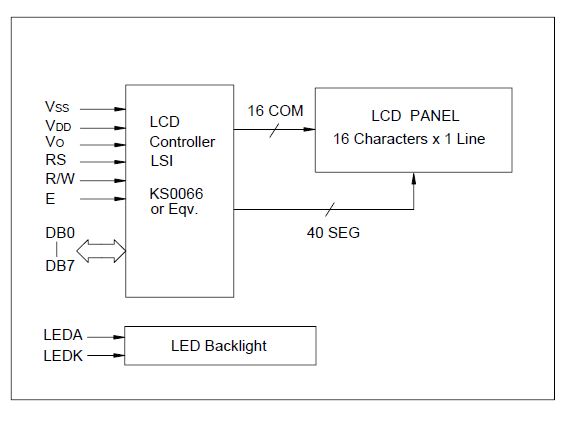 Vss
VDD
Vo
RS
R/W
E
DB0
DB7
LCD
Controller
LSI
KS0066
or Eqv.
16 COM
40 SEG
LCD PANEL
16 Characters x 1 Line
LEDA
LEDK
LED Backlight